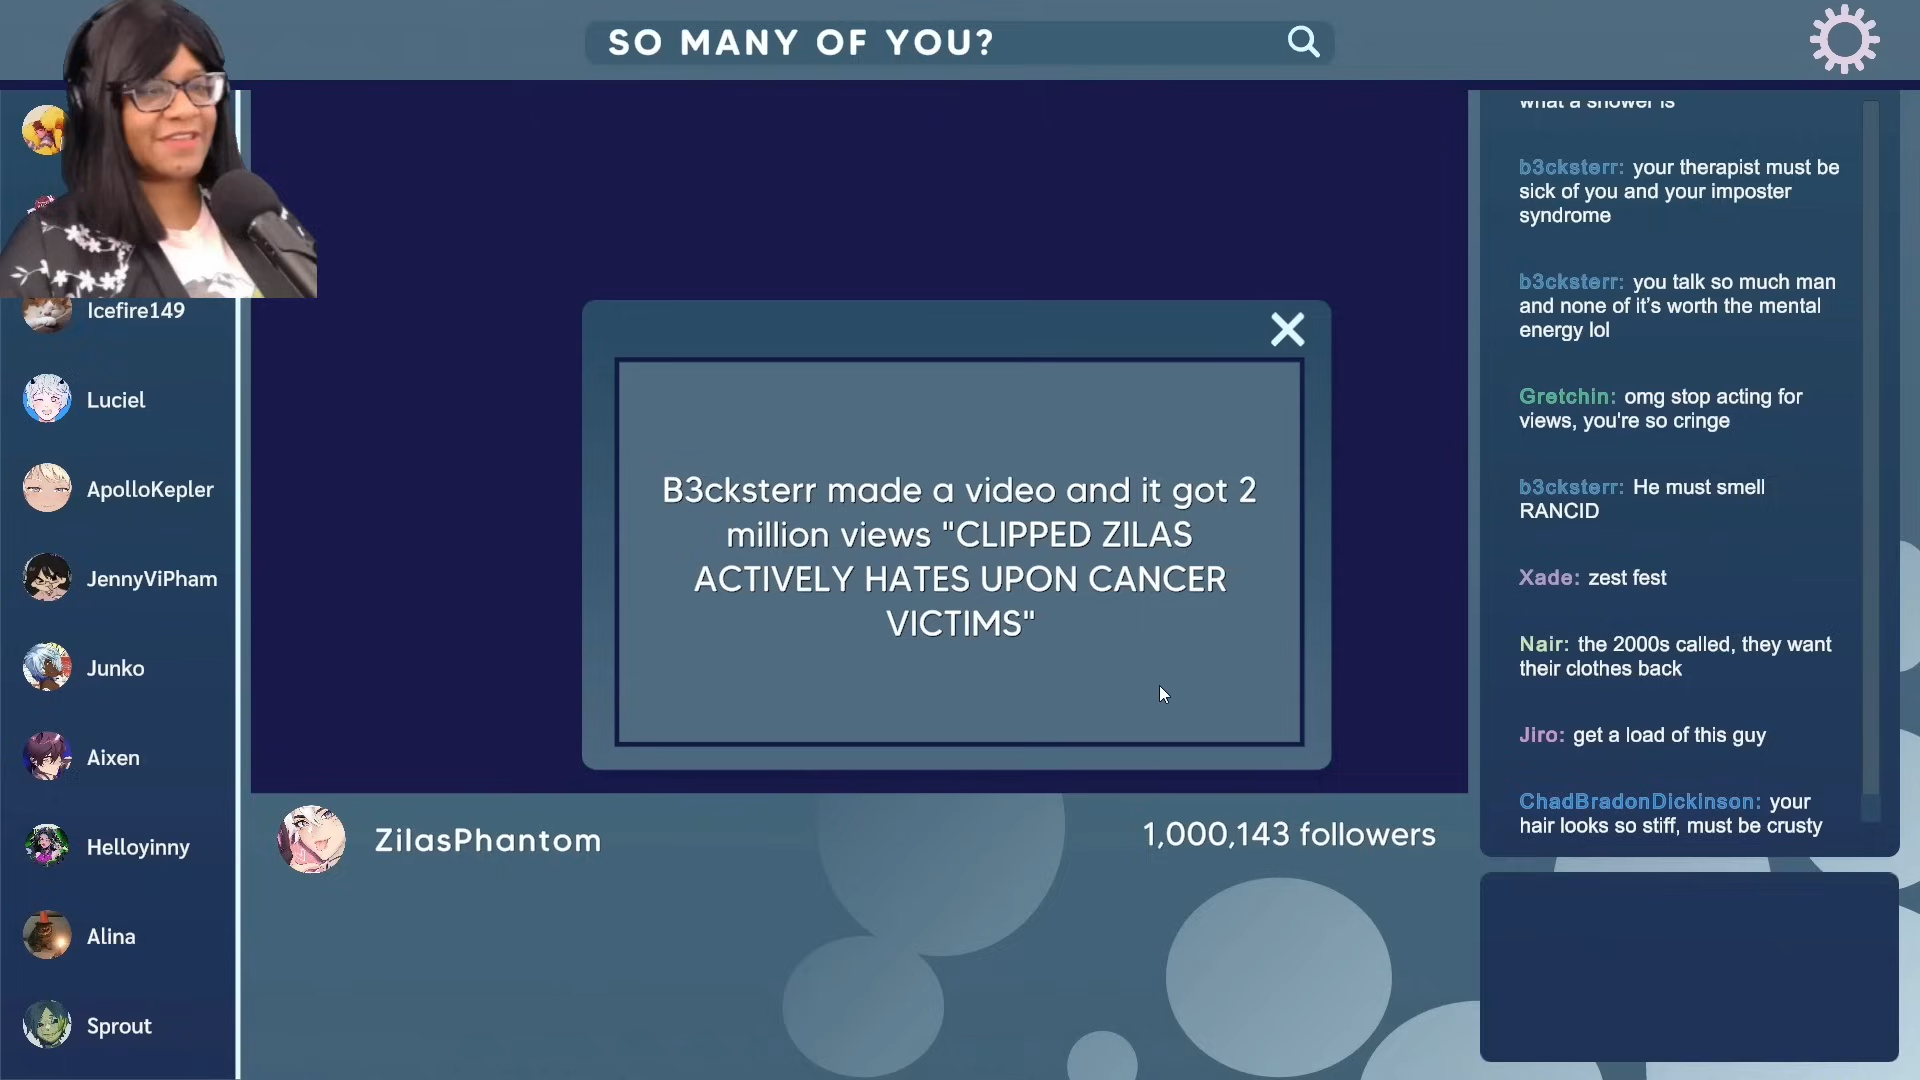 SO MANY OF YOU?
Icefire149
Luciel
ApolloKepler
JennyViPham
Junko
Aixen
Helloyinny
Alina
Sprout
B3cksterr made a video and it got 2
million views "CLIPPED ZILAS
ACTIVELY HATES UPON CANCER
VICTIMS"
ZilasPhantom
1,000,143 followers
what a shower is
b3cksterr: your therapist must be
sick of you and your imposter
syndrome
b3cksterr: you talk so much man
and none of it's worth the mental
energy lol
Gretchin: omg stop acting for
views, you're so cringe
b3cksterr: He must smell
RANCID
Xade: zest fest
Nair: the 2000s called, they want
their clothes back
Jiro: get a load of this guy
ChadBradonDickinson: your
hair looks so stiff, must be crusty